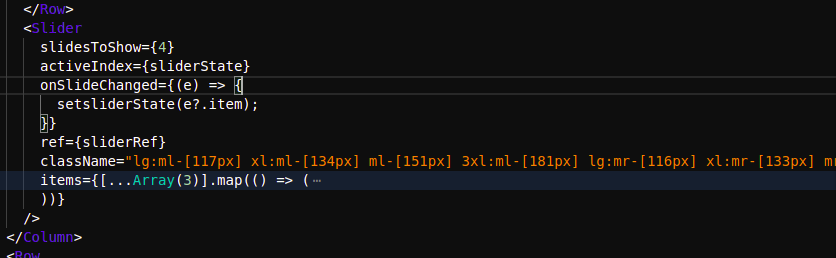 </Row>
<Slider
slidesToShow={4}
activeIndex={sliderState}
onSlideChanged={(e) => {
setsliderState(e?.item);
}}
ref={sliderRef}
className="lg:ml-[117px] xl:ml-[134px] ml-[151px] 3xl:ml-[181px] lg:mr-[116px] xl:mr-[133px]
items={[...Array(3)].map(() => ( ⋯
))}
/>
</Column>
<Row